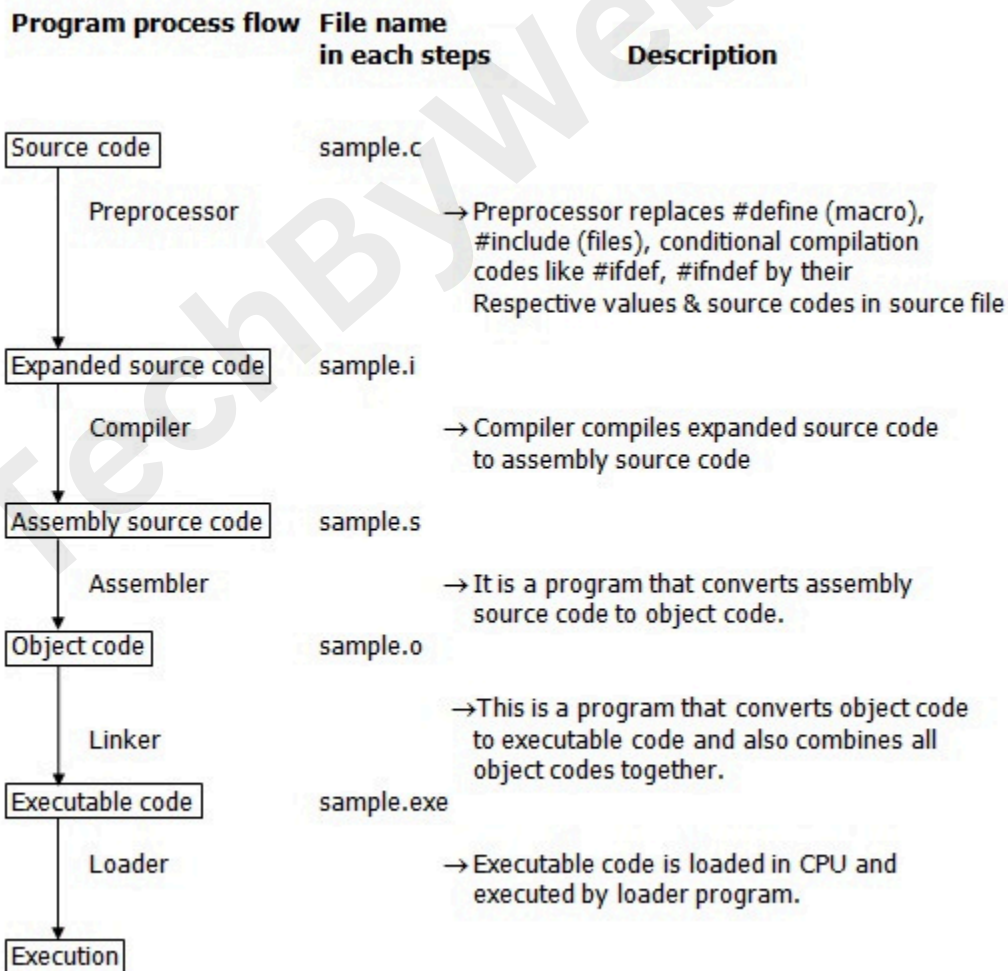 Program process flow File name
in each steps Description
Source code sample.c
Preprocessor → Preprocessor replaces #define (macro),
#include (files), conditional compilation
codes like #ifdef, #ifndef by their
Respective values & source codes in source file
Expanded source code sample.i
Compiler → Compiler compiles expanded source code
to assembly source code
Assembly source code sample.s
Assembler → It is a program that converts assembly
source code to object code.
Object code sample.o
→This is a program that converts object code
Linker to executable code and also combines all
object codes together.
Executable code sample.exe
Loader → Executable code is loaded in CPU and
executed by loader program.
Execution
TechByWeb